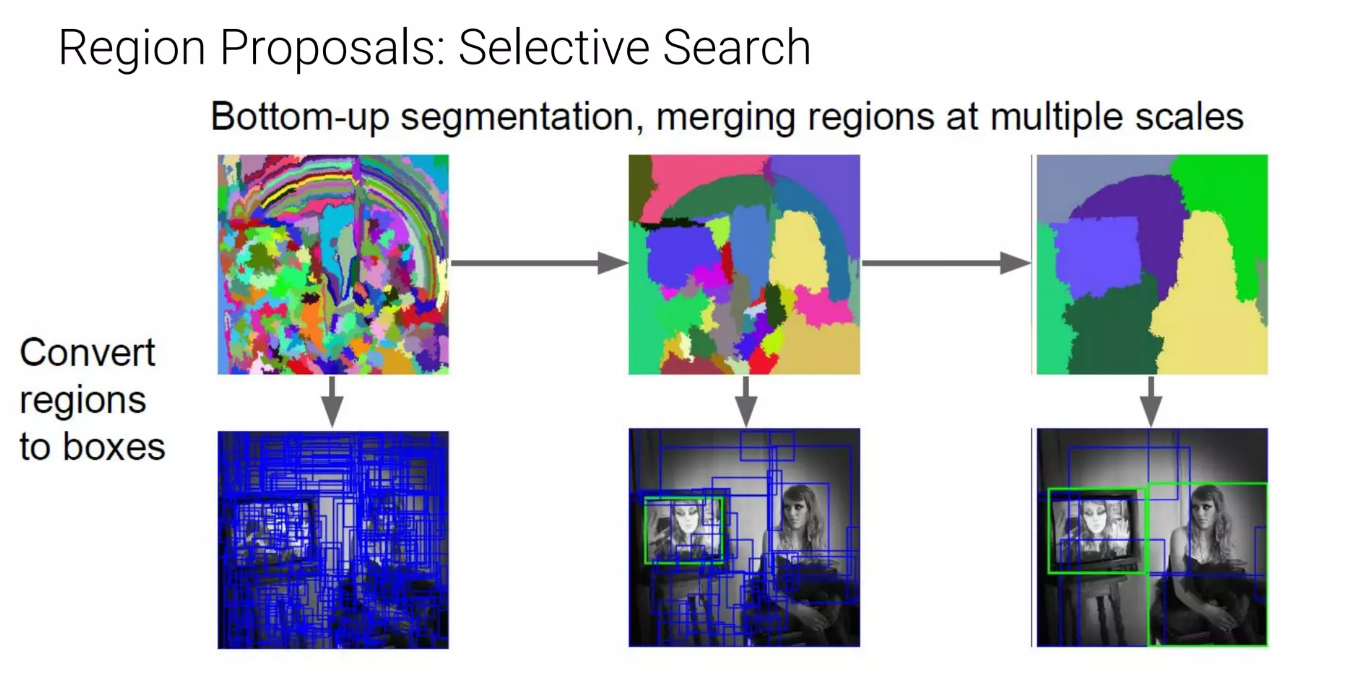 Region Proposals: Selective Search
Bottom-up segmentation, merging regions at multiple scales
Convert
regions
to boxes